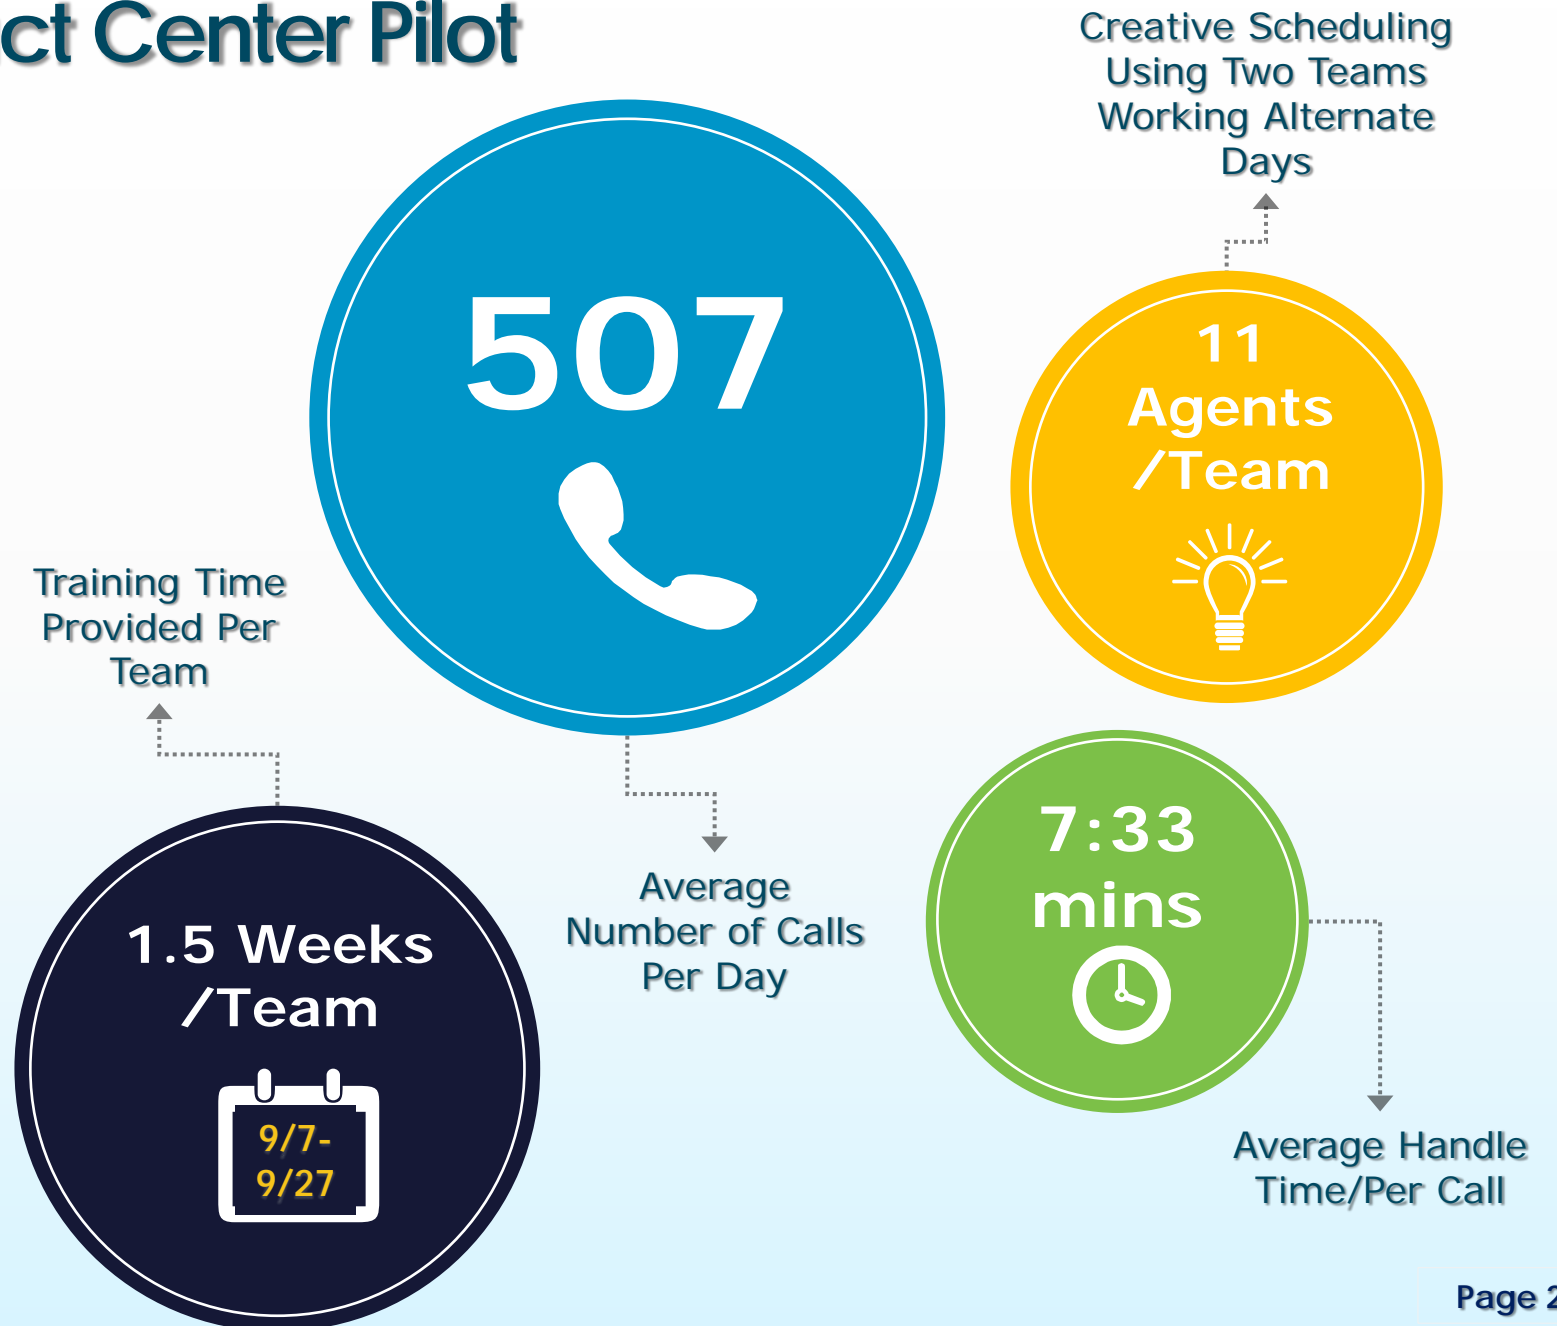 ct Center Pilot
Creative Scheduling
Using Two Teams
Working Alternate
Days
507
11
Agents
/Team
Training Time
Provided Per
Team
7:33
mins
Average
Number of Calls
Per Day
1.5 Weeks
/Team
9/7-
9/27
Average Handle
Time/Per Call
Page 2